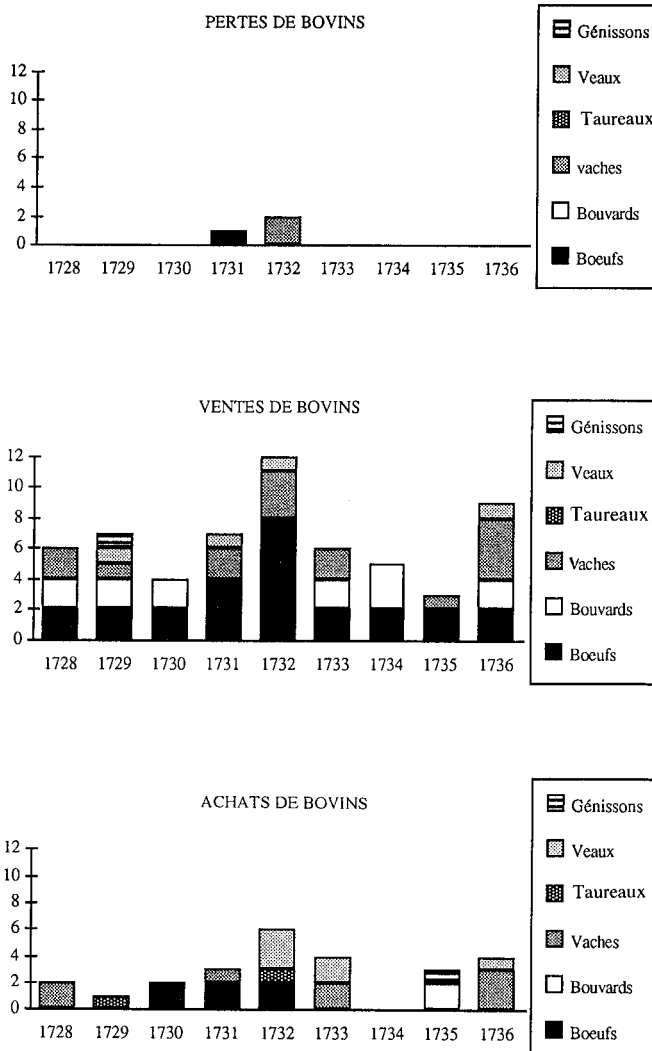 PERTES DE BOVINS
12
10
8
6
4
2
0
1728 1729 1730 1731 1732 1733 1734 1735 1736
Génissons
Veaux
Taureaux
vaches
Bouvards
Boeufs
VENTES DE BOVINS
12
10
8
6
4
2
0
1728 1729 1730 1731 1732 1733 1734 1735 1736
Génissons
Veaux
Taureaux
Vaches
Bouvards
Boeufs
ACHATS DE BOVINS
12
10
8
6
4
2
0
1728 1729 1730 1731 1732 1733 1734 1735 1736
Génissons
Veaux
Taureaux
Vaches
Bouvards
Boeufs